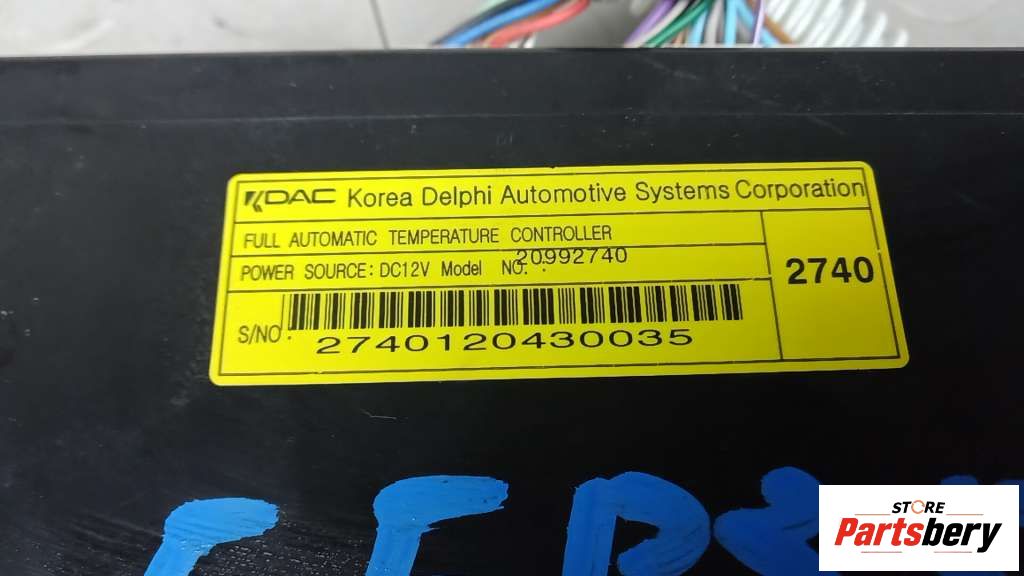 KDAC Korea Delphi Automotive Systems Corporation
FULL AUTOMATIC TEMPERATURE CONTROLLER
POWER SOURCE: DC12V Model NO. 20992740
2740
S/NO.
2740120430035
STORE
Partsbery